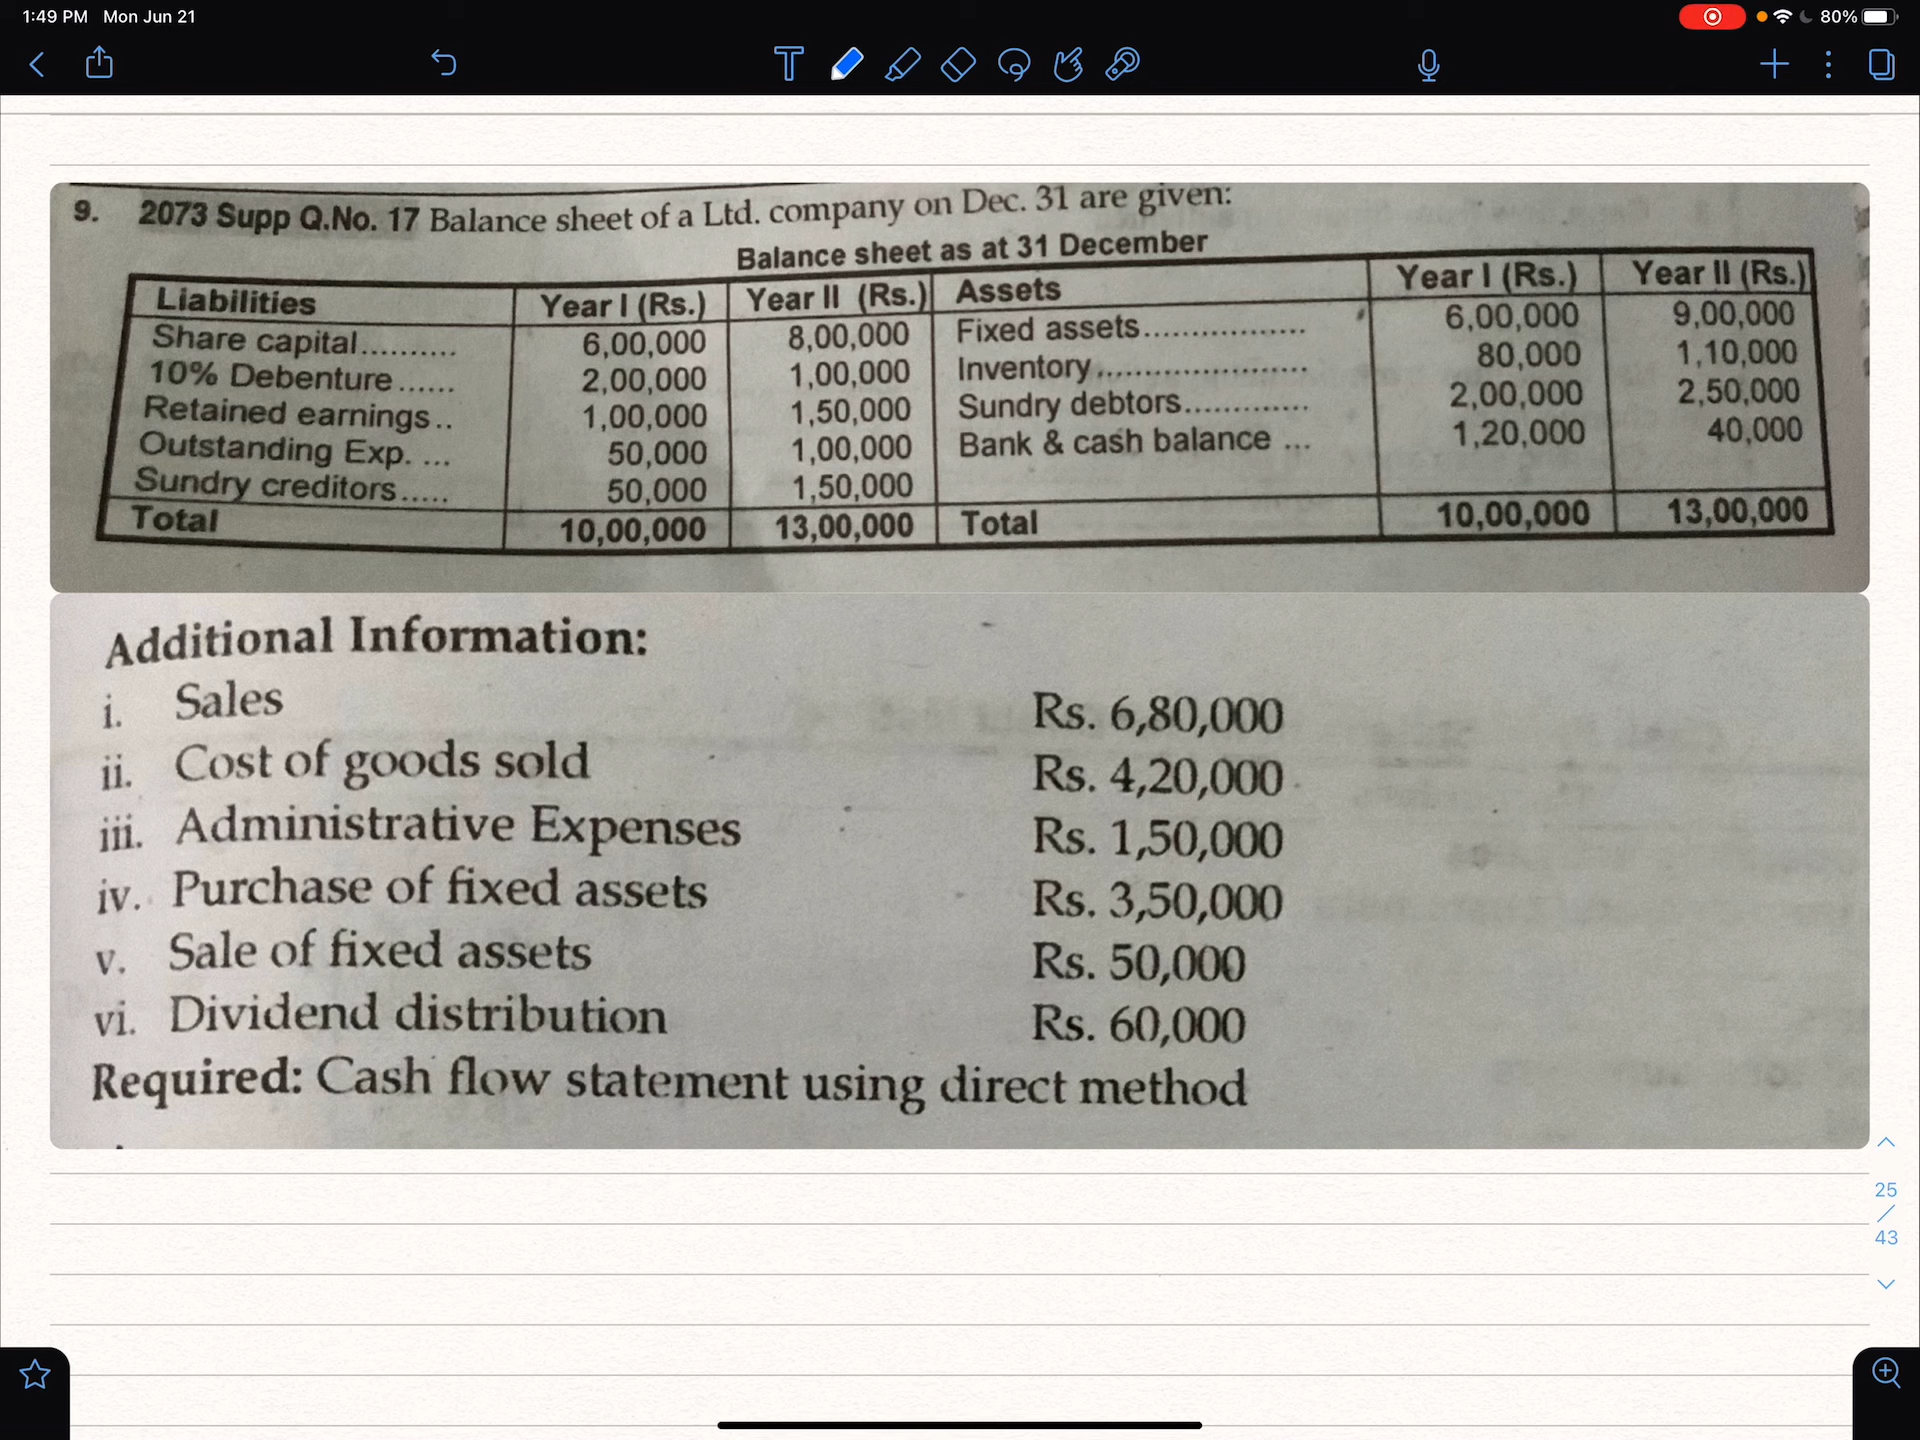 1:49 PM Mon Jun 21
80%
9. 2073 Supp Q.No. 17 Balance sheet of a Ltd. company on Dec. 31 are given:
Balance sheet as at 31 December
Liabilities Year I (Rs.) Year II (Rs.) Assets Year I (Rs.) Year II (Rs.)
Share capital.......... 6,00,000 8,00,000 Fixed assets................. 6,00,000 9,00,000
10% Debenture...... 2,00,000 1,00,000 Inventory...................... 80,000 1,10,000
Retained earnings.. 1,00,000 1,50,000 Sundry debtors............. 2,00,000 2,50,000
Outstanding Exp. ... 50,000 1,00,000 Bank & cash balance ... 1,20,000 40,000
Sundry creditors..... 50,000 1,50,000
Total 10,00,000 13,00,000 Total 10,00,000 13,00,000
Additional Information:
i. Sales Rs. 6,80,000
ii. Cost of goods sold Rs. 4,20,000
iii. Administrative Expenses Rs. 1,50,000
iv. Purchase of fixed assets Rs. 3,50,000
v. Sale of fixed assets Rs. 50,000
vi. Dividend distribution Rs. 60,000
Required: Cash flow statement using direct method
25
/
43